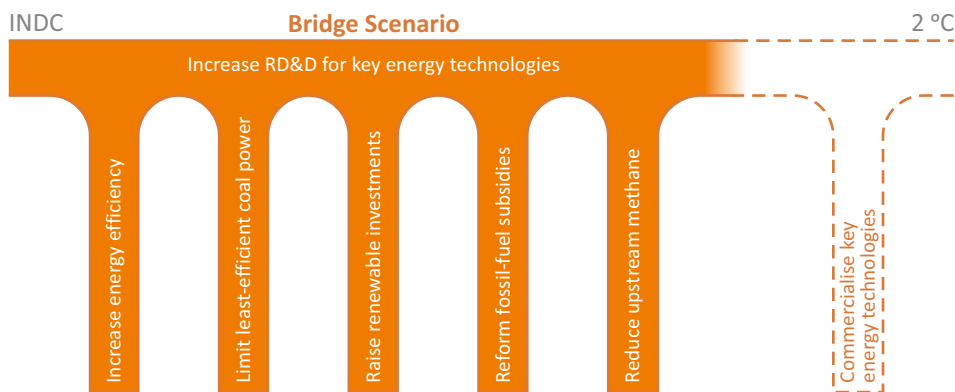 INDC
Bridge Scenario
2 °C
Increase RD&D for key energy technologies
Increase energy efficiency
Limit least-efficient coal power
Raise renewable investments
Reform fossil-fuel subsidies
Reduce upstream methane
Commercialise key
energy technologies